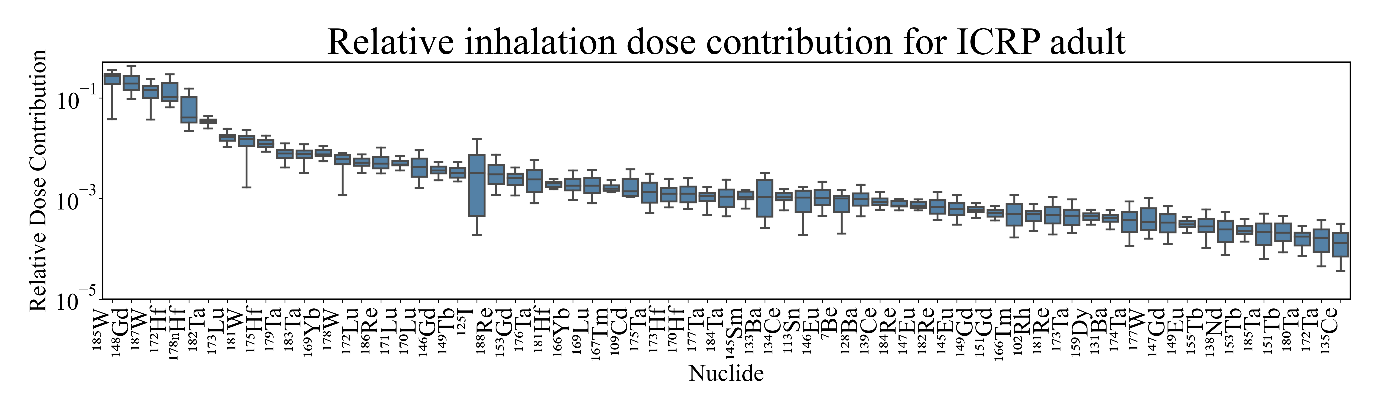 Relative inhalation dose contribution for ICRP adult
Relative Dose Contribution
10⁻¹
10⁻³
10⁻⁵
¹⁸⁵W
¹⁴⁸Gd
¹⁸⁷W
¹⁷²Hf
¹⁷⁸ⁿHf
¹⁸²Ta
¹⁷³Lu
¹⁸¹W
¹⁷⁵Hf
¹⁷⁹Ta
¹⁸³Ta
¹⁶⁹Yb
¹⁷⁸W
¹⁷²Lu
¹⁸⁶Re
¹⁷¹Lu
¹⁷⁰Lu
¹⁴⁶Gd
¹⁴⁹Tb
¹²⁵I
¹⁸⁸Re
¹⁵³Gd
¹⁷⁶Ta
¹⁸¹Hf
¹⁶⁶Yb
¹⁶⁹Lu
¹⁶⁷Tm
¹⁰⁹Cd
¹⁷⁵Ta
¹⁷³Hf
¹⁷⁰Hf
¹⁷⁷Ta
¹⁸⁴Ta
¹⁴⁵Sm
¹³³Ba
¹³⁴Ce
¹¹³Sn
¹⁴⁶Eu
⁷Be
¹²⁸Ba
¹³⁹Ce
¹⁸⁴Re
¹⁴⁷Eu
¹⁸²Re
¹⁴⁵Eu
¹⁴⁹Gd
¹⁵¹Gd
¹⁶⁶Tm
¹⁰²Rh
¹⁸¹Re
¹⁷³Ta
¹⁵⁹Dy
¹³¹Ba
¹⁷⁴Ta
¹⁷⁷W
¹⁴⁷Gd
¹⁴⁹Eu
¹⁵⁵Tb
¹³⁸Nd
¹⁵³Tb
¹⁸⁵Ta
¹⁵¹Tb
¹⁸⁰Ta
¹⁷²Ta
¹³⁵Ce
Nuclide